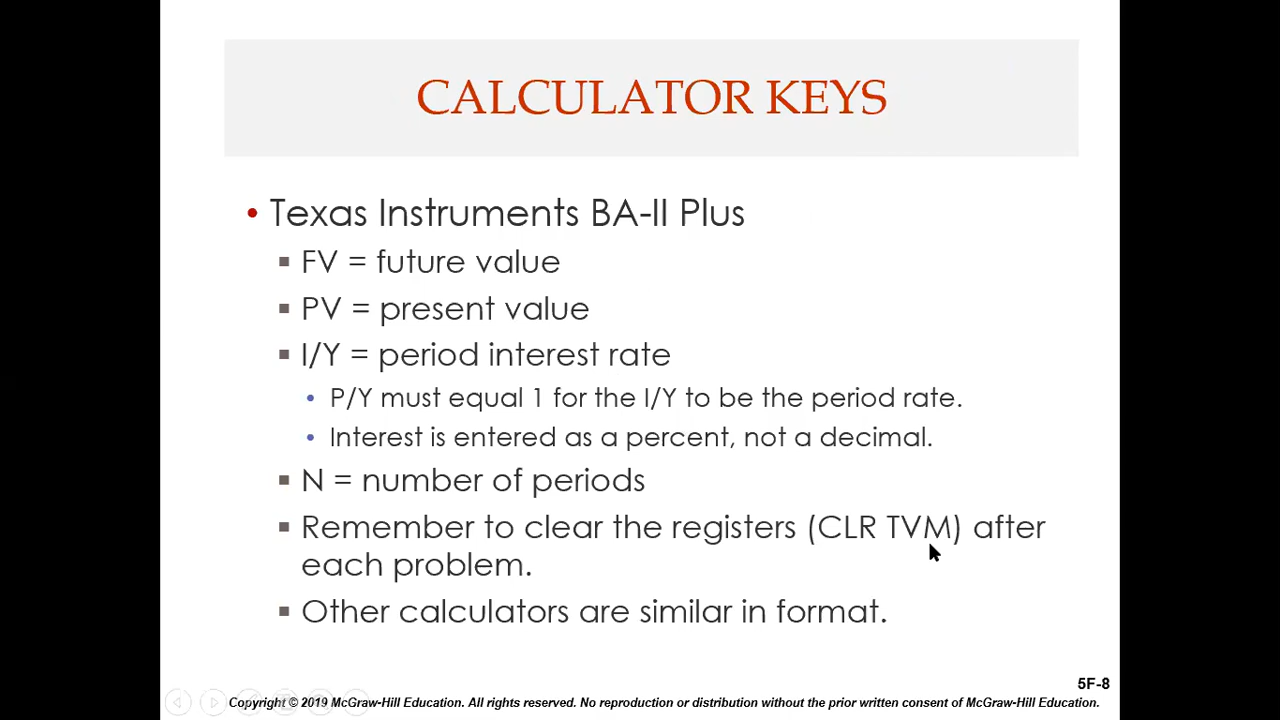 CALCULATOR KEYS
• Texas Instruments BA-II Plus
▪ FV = future value
▪ PV = present value
▪ I/Y = period interest rate
• P/Y must equal 1 for the I/Y to be the period rate.
• Interest is entered as a percent, not a decimal.
▪ N = number of periods
▪ Remember to clear the registers (CLR TVM) after
each problem.
▪ Other calculators are similar in format.
5F-8
Copyright © 2019 McGraw-Hill Education. All rights reserved. No reproduction or distribution without the prior written consent of McGraw-Hill Education.